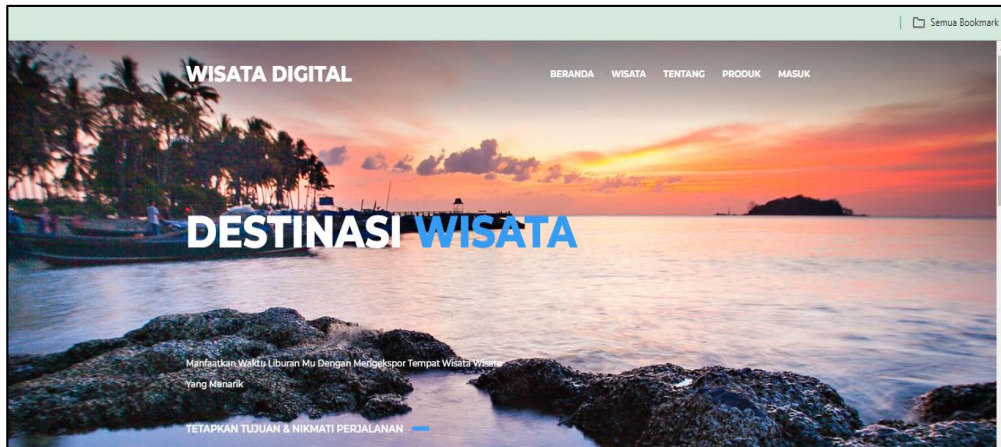 Semua Bookmark
WISATA DIGITAL
BERANDA WISATA TENTANG PRODUK MASUK
DESTINASI WISATA
Manfaatkan Waktu Liburan Mu Dengan Mengekspor Tempat Wisata Wisata
Yang Menarik
TETAPKAN TUJUAN & NIKMATI PERJALANAN